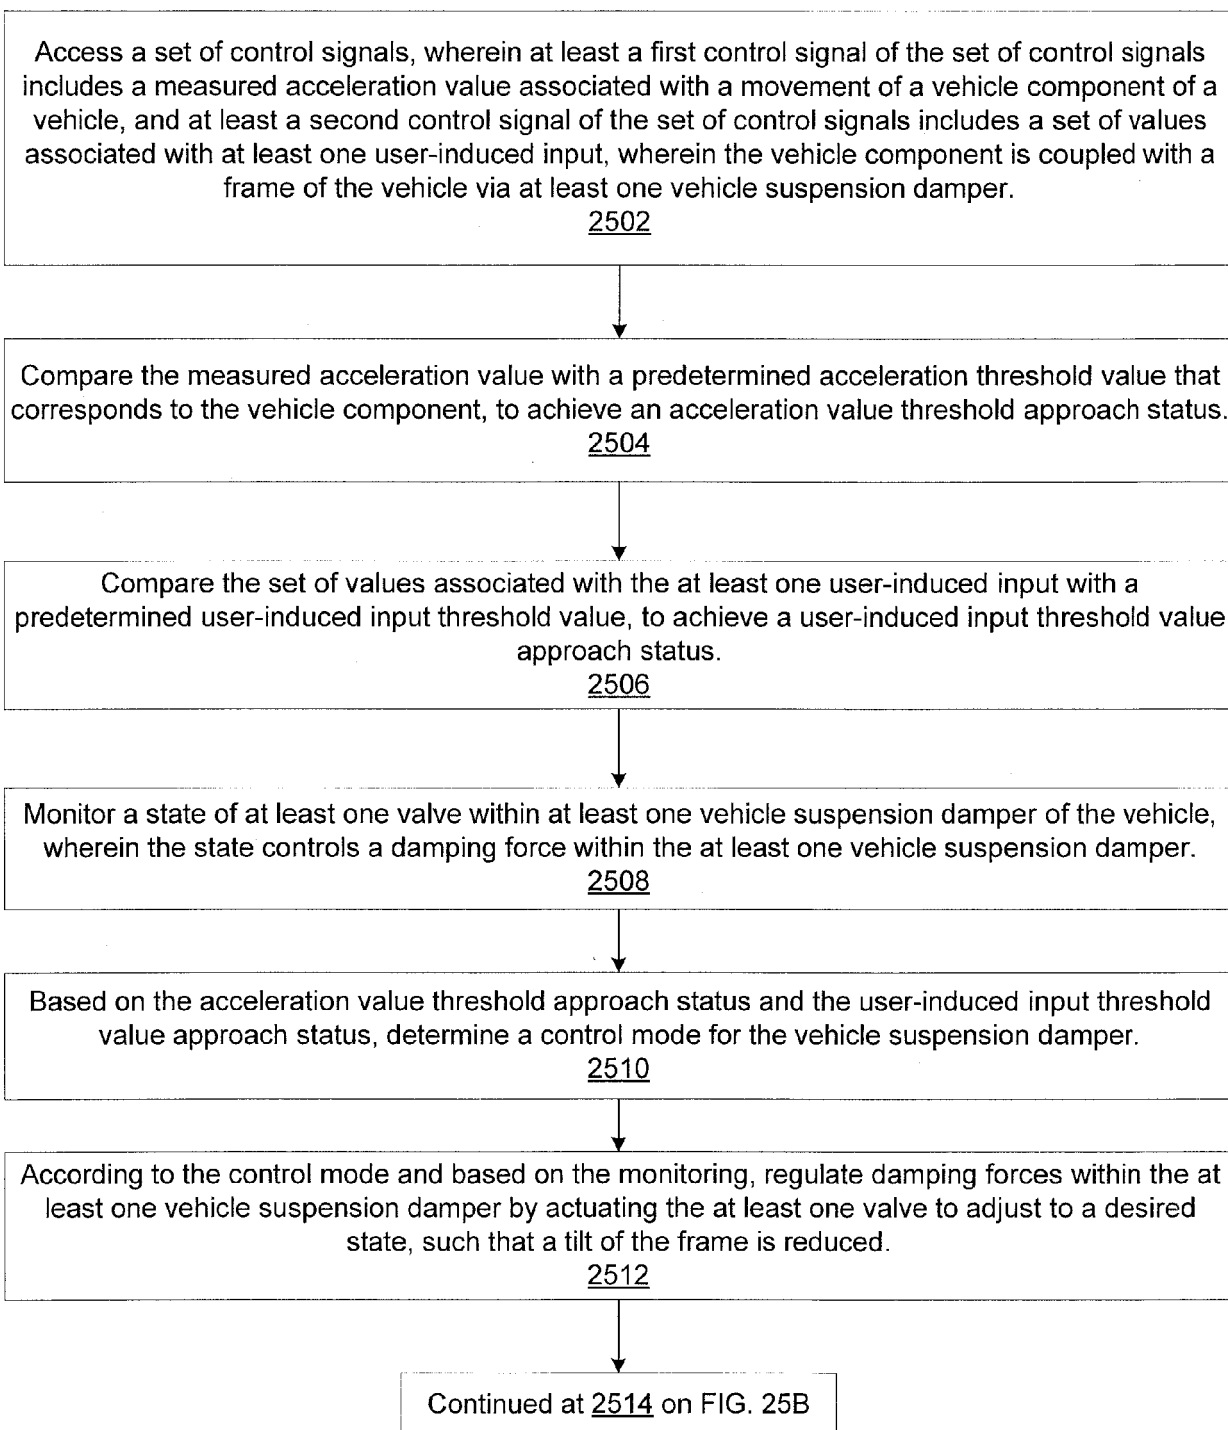 Access a set of control signals, wherein at least a first control signal of the set of control signals
includes a measured acceleration value associated with a movement of a vehicle component of a
vehicle, and at least a second control signal of the set of control signals includes a set of values
associated with at least one user-induced input, wherein the vehicle component is coupled with a
frame of the vehicle via at least one vehicle suspension damper.
2502
Compare the measured acceleration value with a predetermined acceleration threshold value that
corresponds to the vehicle component, to achieve an acceleration value threshold approach status.
2504
Compare the set of values associated with the at least one user-induced input with a
predetermined user-induced input threshold value, to achieve a user-induced input threshold value
approach status.
2506
Monitor a state of at least one valve within at least one vehicle suspension damper of the vehicle,
wherein the state controls a damping force within the at least one vehicle suspension damper.
2508
Based on the acceleration value threshold approach status and the user-induced input threshold
value approach status, determine a control mode for the vehicle suspension damper.
2510
According to the control mode and based on the monitoring, regulate damping forces within the at
least one vehicle suspension damper by actuating the at least one valve to adjust to a desired
state, such that a tilt of the frame is reduced.
2512
Continued at 2514 on FIG. 25B